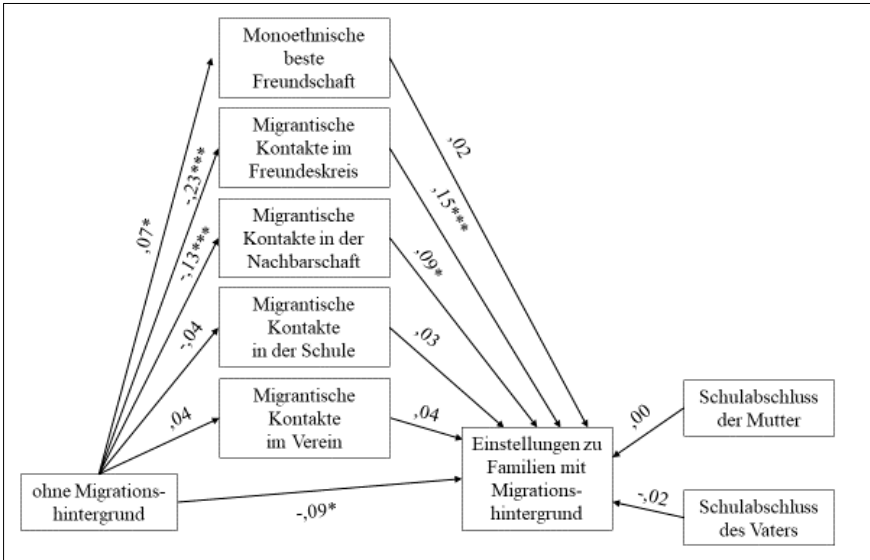 Monoethnische
beste
Freundschaft
Migrantische
Kontakte im
Freundeskreis
Migrantische
Kontakte in der
Nachbarschaft
Migrantische
Kontakte
in der Schule
Migrantische
Kontakte
im Verein
,07*
-,23***
-,13***
-,04
,04
,02
,15***
,09*
,03
,04
ohne Migrations-
hintergrund
-,09*
Einstellungen zu
Familien mit
Migrations-
hintergrund
,00
-,02
Schulabschluss
der Mutter
Schulabschluss
des Vaters